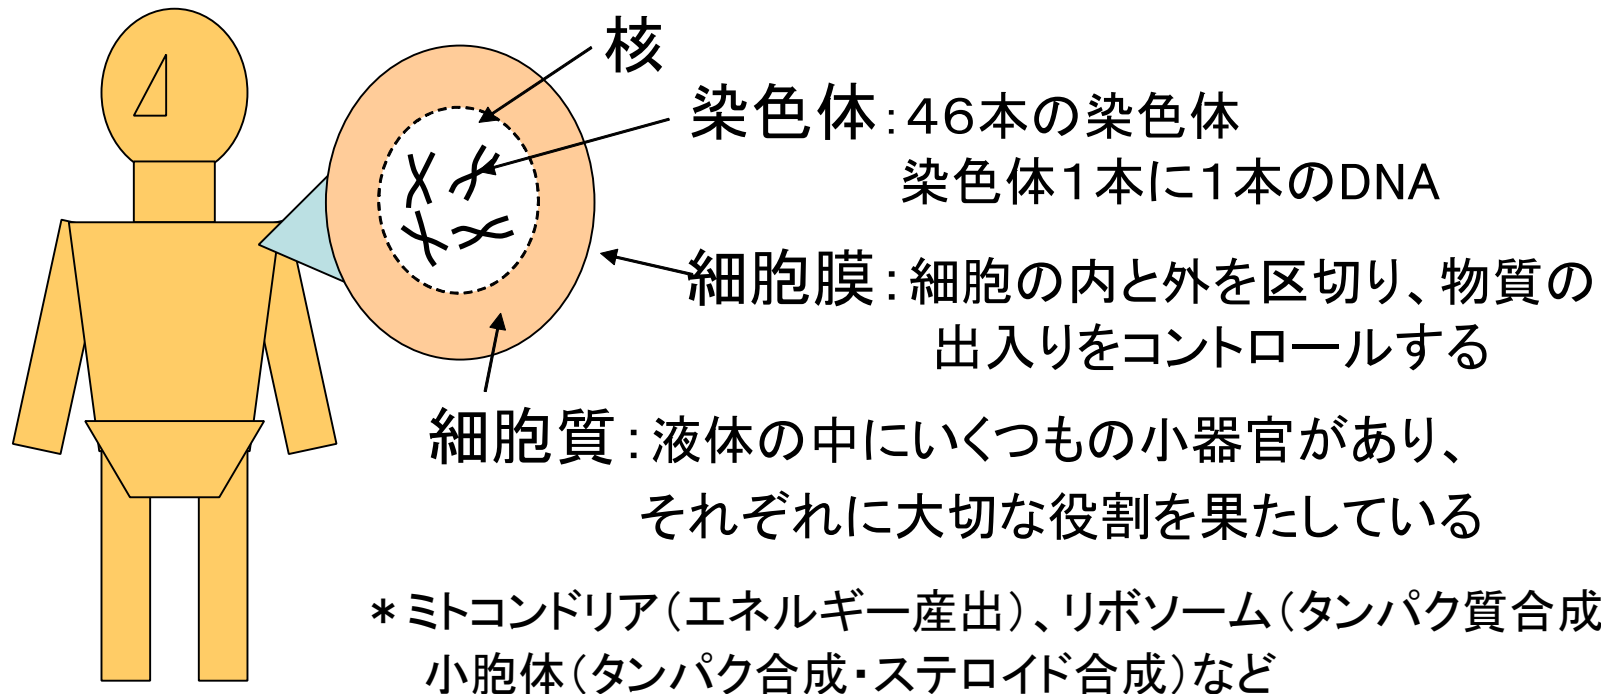 核
染色体：４６本の染色体
染色体１本に１本のDNA
細胞膜：細胞の内と外を区切り、物質の
出入りをコントロールする
細胞質：液体の中にいくつもの小器官があり、
それぞれに大切な役割を果たしている
＊ミトコンドリア（エネルギー産出）、リボソーム（タンパク質合成
小胞体（タンパク合成・ステロイド合成）など